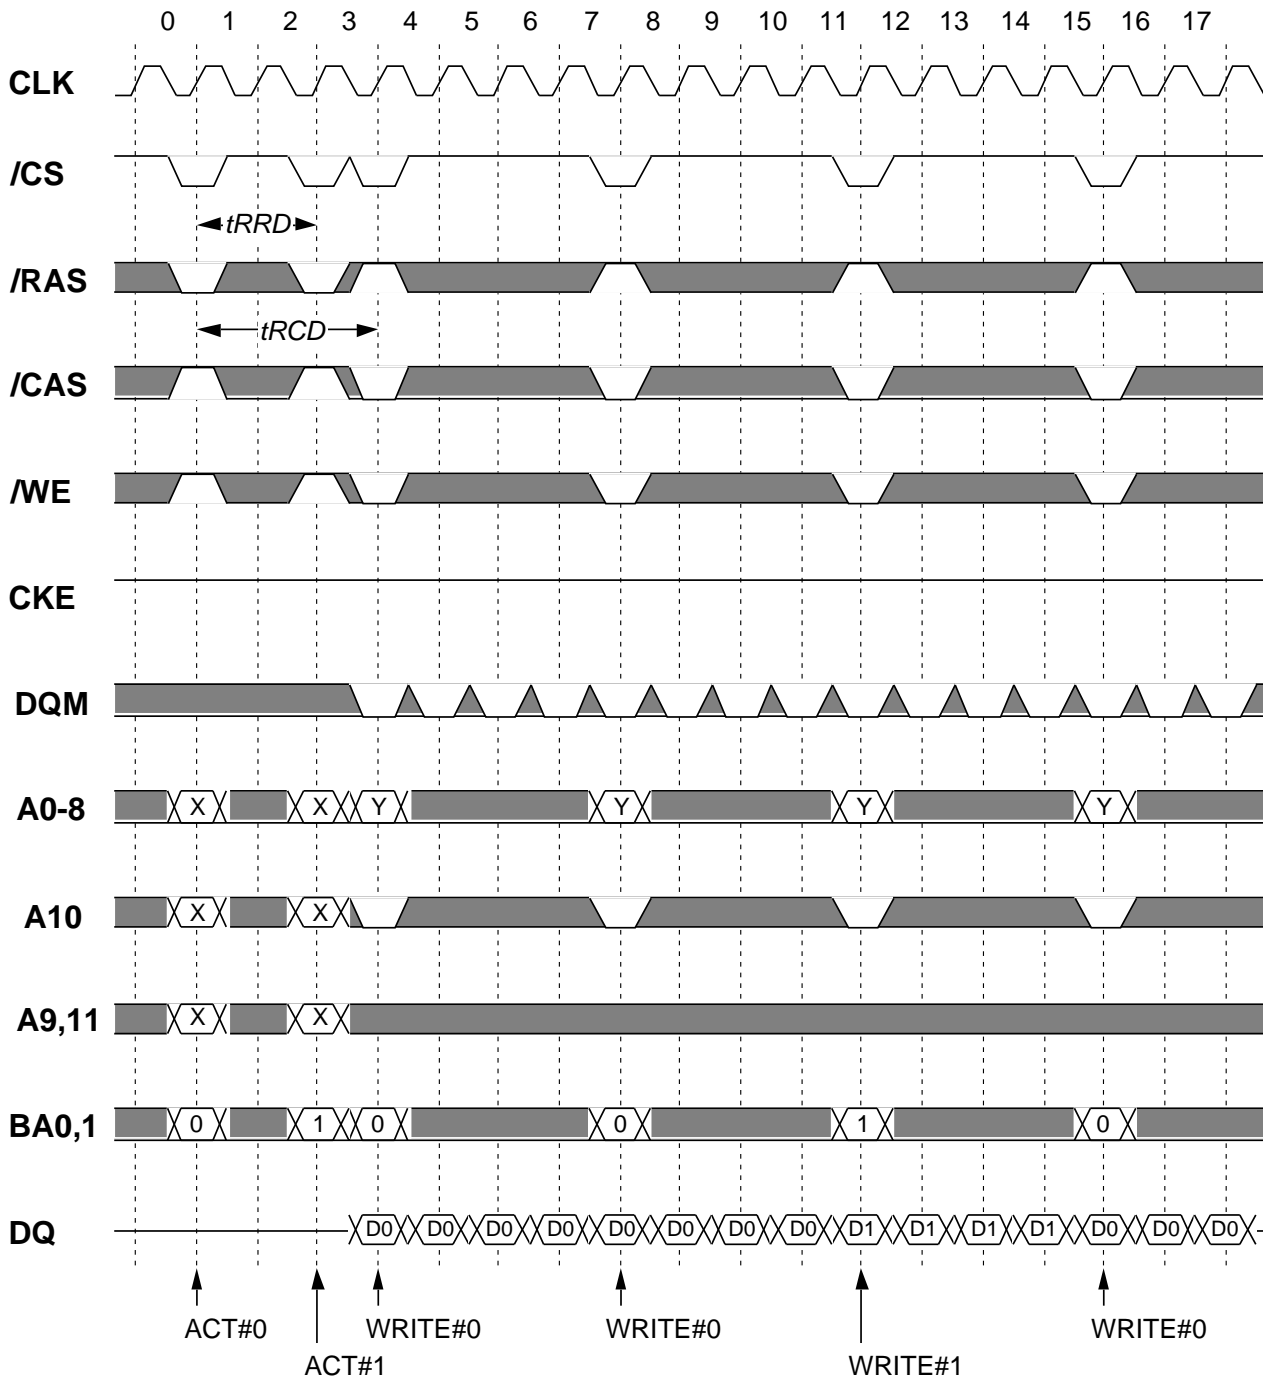 0 1 2 3 4 5 6 7 8 9 10 11 12 13 14 15 16 17
CLK
/CS
tRRD
/RAS
tRCD
/CAS
/WE
CKE
DQM
A0-8 X X Y Y Y Y
A10 X X
A9,11 X X
BA0,1 0 1 0 0 1 0
DQ D0 D0 D0 D0 D0 D0 D0 D0 D1 D1 D1 D1 D0 D0 D0
ACT#0 WRITE#0 WRITE#0 WRITE#0
ACT#1 WRITE#1